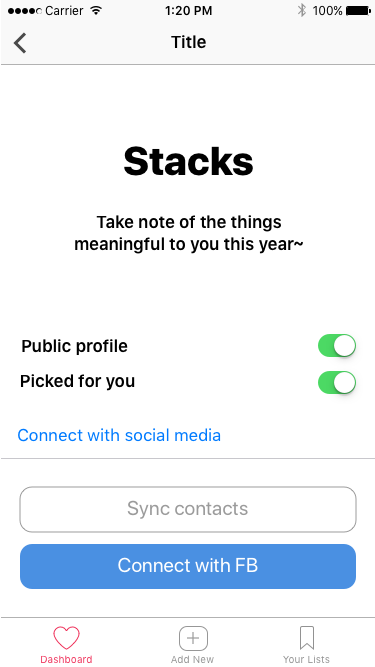 Carrier 1:20 PM 100%
Title
Stacks
Take note of the things
meaningful to you this year~
Public profile
Picked for you
Connect with social media
Sync contacts
Connect with FB
Dashboard Add New Your Lists